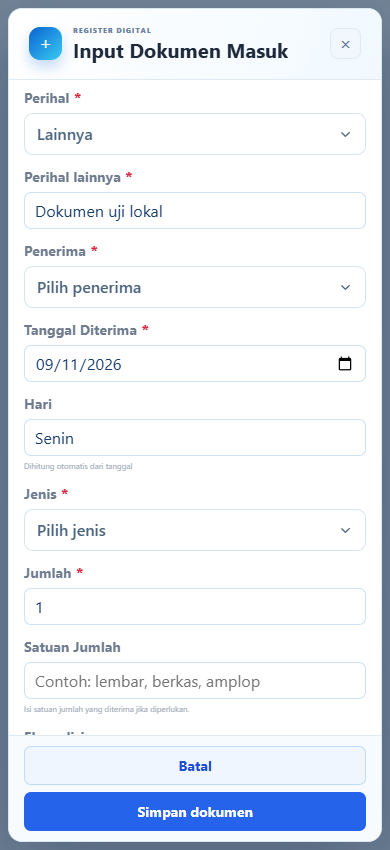 REGISTER DIGITAL
Input Dokumen Masuk
Perihal *
Lainnya
Perihal lainnya *
Dokumen uji lokal
Penerima *
Pilih penerima
Tanggal Diterima *
09/11/2026
Hari
Senin
Dihitung otomatis dari tanggal
Jenis *
Pilih jenis
Jumlah *
1
Satuan Jumlah
Contoh: lembar, berkas, amplop
Isi satuan jumlah yang diterima jika diperlukan.
Batal
Simpan dokumen